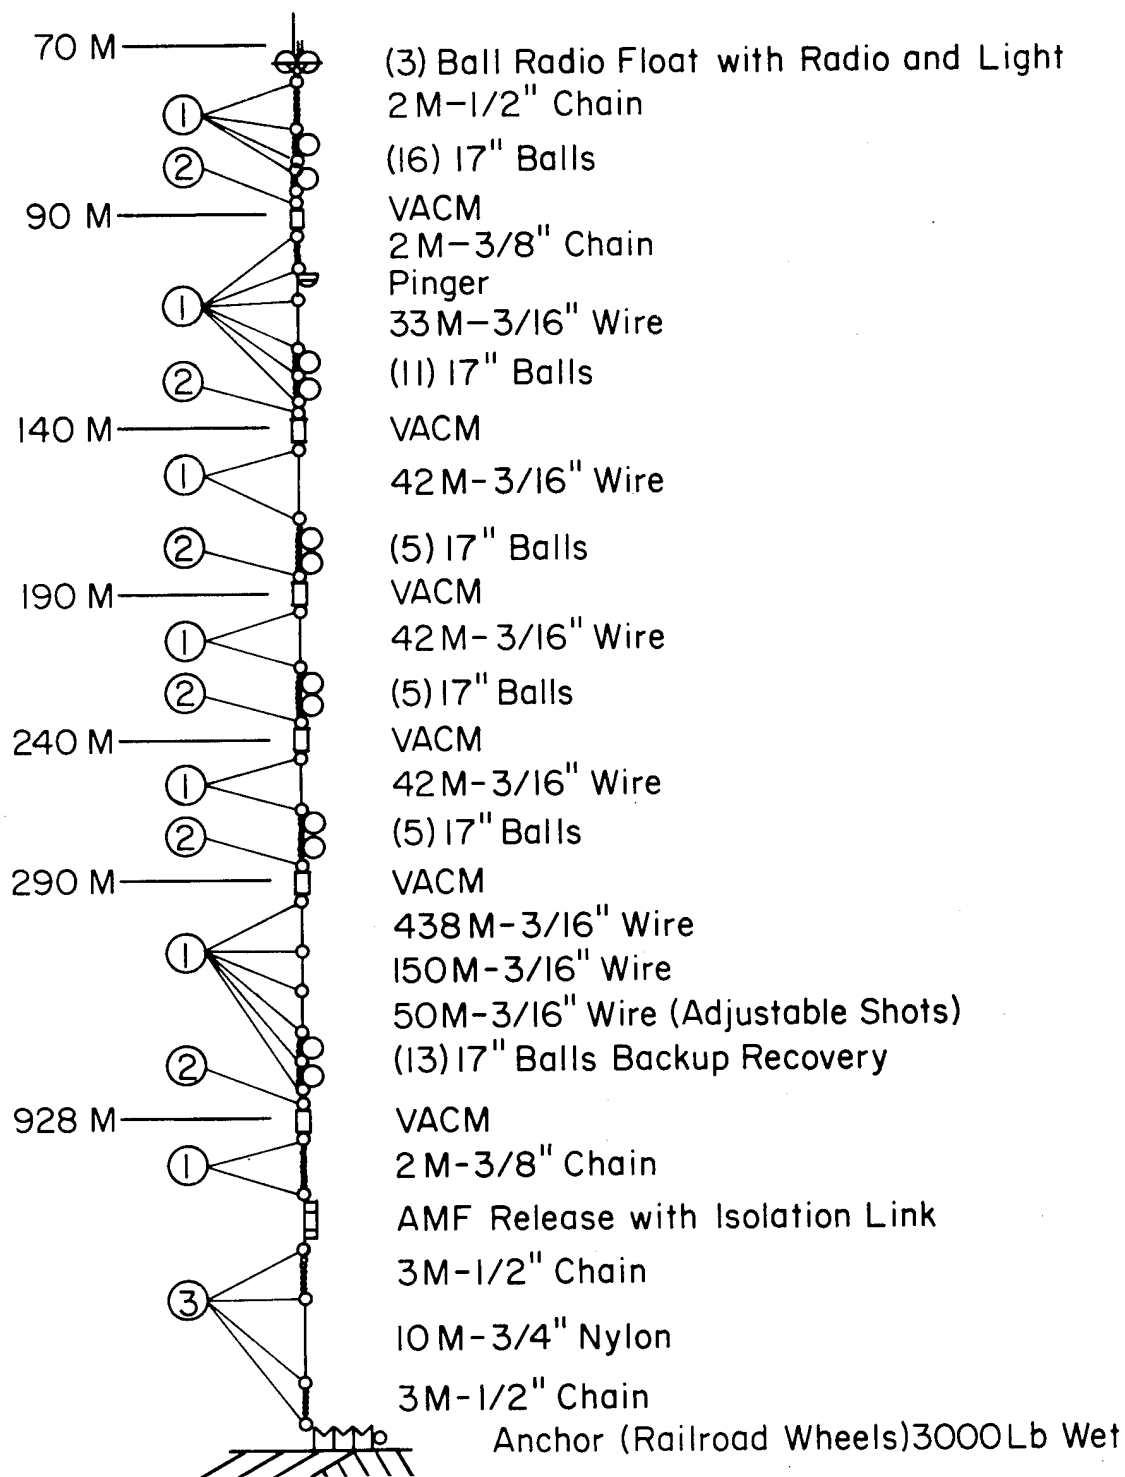 70 M
(3) Ball Radio Float with Radio and Light
1
2 M-1/2" Chain
(16) 17" Balls
2
90 M
VACM
2 M-3/8" Chain
Pinger
1
33 M-3/16" Wire
(11) 17" Balls
2
140 M
VACM
1
42 M-3/16" Wire
2
(5) 17" Balls
190 M
VACM
1
42 M-3/16" Wire
2
(5) 17" Balls
240 M
VACM
1
42 M-3/16" Wire
2
(5) 17" Balls
290 M
VACM
438 M-3/16" Wire
1
150 M-3/16" Wire
50 M-3/16" Wire (Adjustable Shots)
(13) 17" Balls Backup Recovery
2
928 M
VACM
1
2 M-3/8" Chain
AMF Release with Isolation Link
3 M-1/2" Chain
3
10 M-3/4" Nylon
3 M-1/2" Chain
Anchor (Railroad Wheels) 3000 Lb Wet